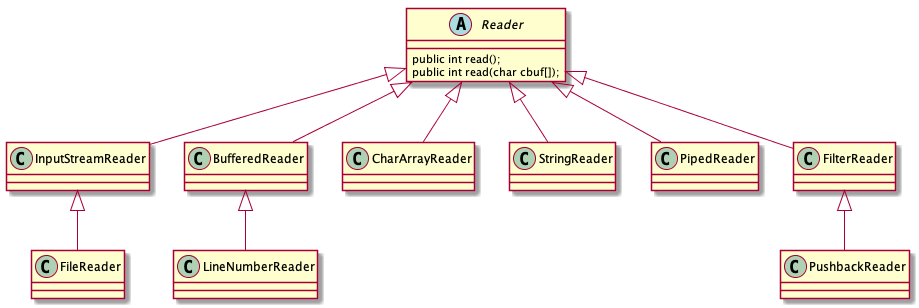 A Reader
public int read();
public int read(char cbuf[]);
C InputStreamReader
C BufferedReader
C CharArrayReader
C StringReader
C PipedReader
C FilterReader
C FileReader
C LineNumberReader
C PushbackReader